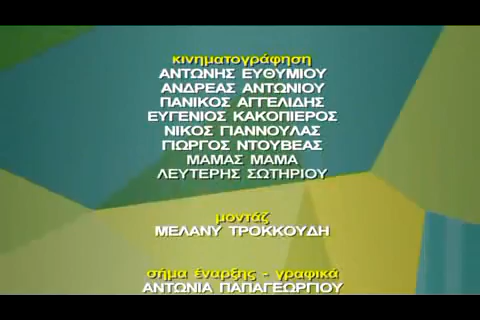 κινηματογράφηση
ΑΝΤΩΝΗΣ ΕΥΘΥΜΙΟΥ
ΑΝΔΡΕΑΣ ΑΝΤΩΝΙΟΥ
ΠΑΝΙΚΟΣ ΑΓΓΕΛΙΔΗΣ
ΕΥΓΕΝΙΟΣ ΚΑΚΟΠΙΕΡΟΣ
ΝΙΚΟΣ ΓΙΑΝΝΟΥΛΑΣ
ΓΙΩΡΓΟΣ ΝΤΟΥΒΕΑΣ
ΜΑΜΑΣ ΜΑΜΑ
ΛΕΥΤΕΡΗΣ ΣΩΤΗΡΙΟΥ
μοντάζ
ΜΕΛΑΝΥ ΤΡΟΚΚΟΥΔΗ
σήμα έναρξης - γραφικά
ΑΝΤΩΝΙΑ ΠΑΠΑΓΕΩΡΓΙΟΥ